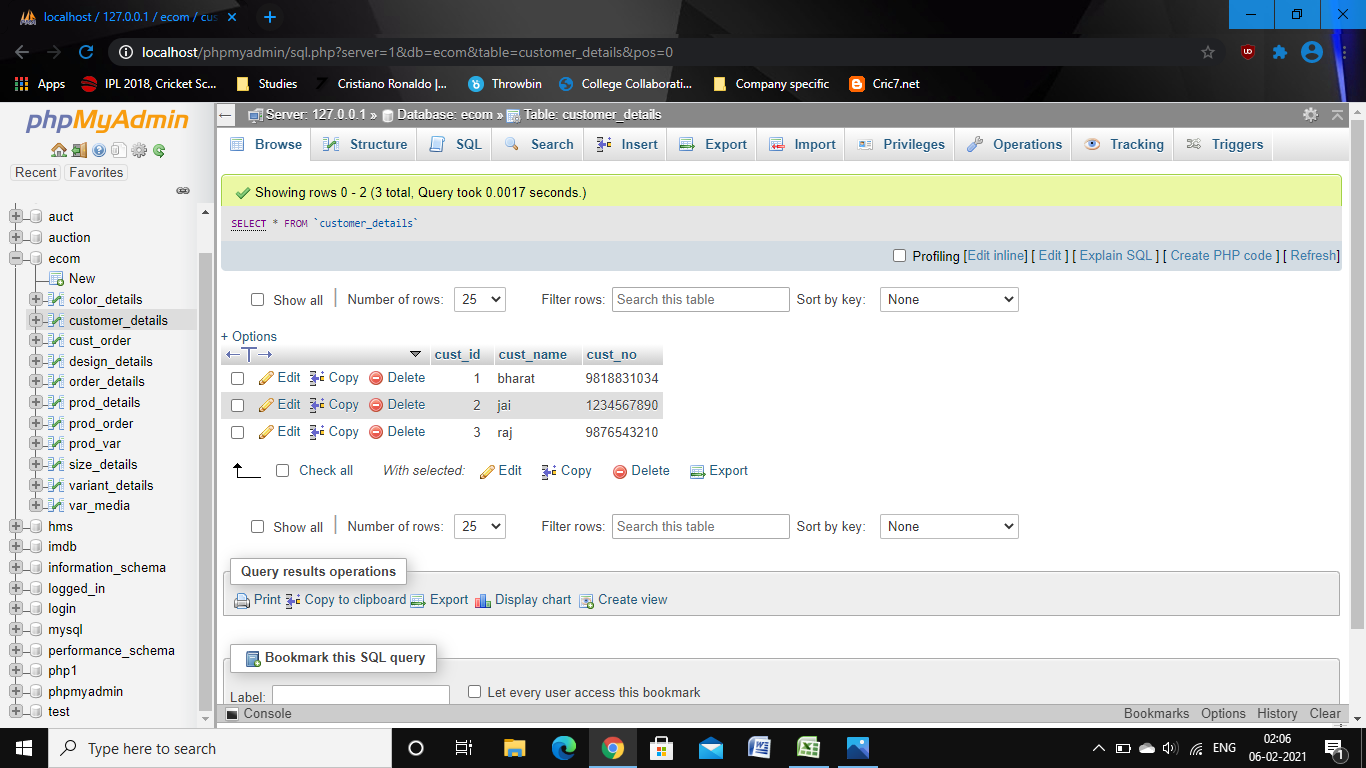 localhost / 127.0.0.1 / ecom / cus
localhost/phpmyadmin/sql.php?server=1&db=ecom&table=customer_details&pos=0
Apps IPL 2018, Cricket Sc... Studies Cristiano Ronaldo |... Throwbin College Collaborati... Company specific Cric7.net
phpMyAdmin
Recent Favorites
auct
auction
ecom
New
color_details
customer_details
cust_order
design_details
order_details
prod_details
prod_order
prod_var
size_details
variant_details
var_media
hms
imdb
information_schema
logged_in
login
mysql
performance_schema
php1
phpmyadmin
test
Server: 127.0.0.1 » Database: ecom » Table: customer_details
Browse Structure SQL Search Insert Export Import Privileges Operations Tracking Triggers
Showing rows 0 - 2 (3 total, Query took 0.0017 seconds.)
SELECT * FROM `customer_details`
Profiling [Edit inline] [ Edit ] [ Explain SQL ] [ Create PHP code ] [ Refresh]
Show all | Number of rows: 25 Filter rows: Search this table Sort by key: None
+ Options
←T→ cust_id cust_name cust_no
Edit Copy Delete 1 bharat 9818831034
Edit Copy Delete 2 jai 1234567890
Edit Copy Delete 3 raj 9876543210
Check all With selected: Edit Copy Delete Export
Show all | Number of rows: 25 Filter rows: Search this table Sort by key: None
Query results operations
Print Copy to clipboard Export Display chart Create view
Bookmark this SQL query
Label: Let every user access this bookmark
Console Bookmarks Options History Clear
Type here to search
ENG
02:06
06-02-2021
1